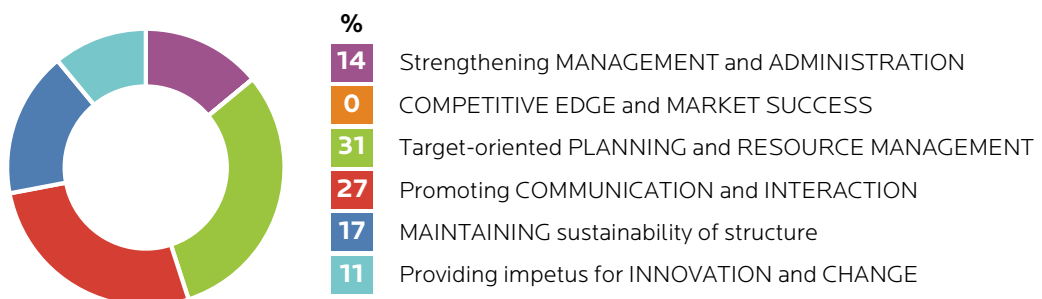 %
14 Strengthening MANAGEMENT and ADMINISTRATION
0 COMPETITIVE EDGE and MARKET SUCCESS
31 Target-oriented PLANNING and RESOURCE MANAGEMENT
27 Promoting COMMUNICATION and INTERACTION
17 MAINTAINING sustainability of structure
11 Providing impetus for INNOVATION and CHANGE